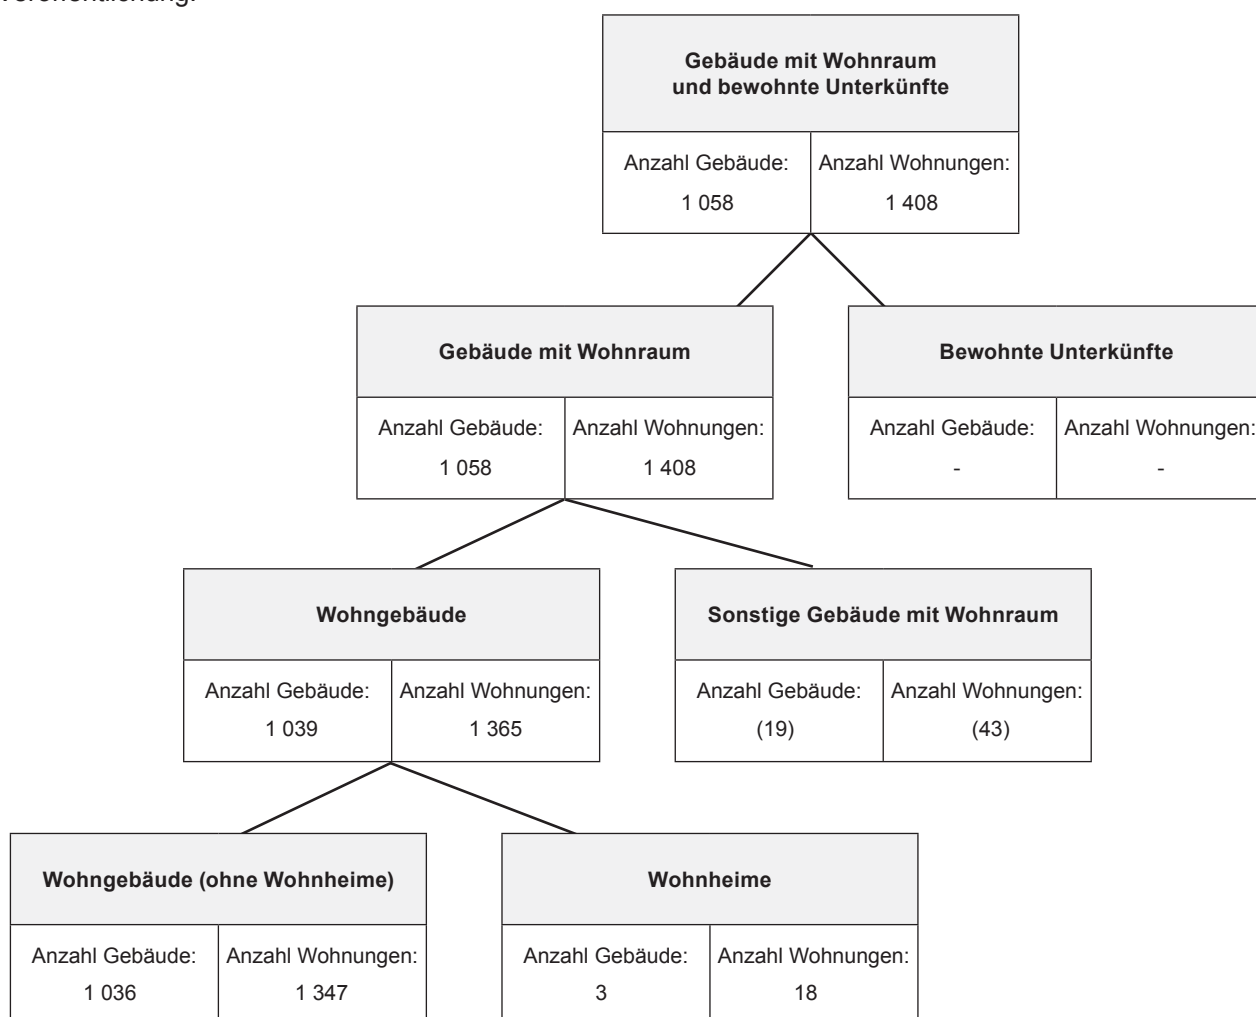 Veröffentlichung.
Gebäude mit Wohnraum
und bewohnte Unterkünfte
Anzahl Gebäude: Anzahl Wohnungen:
1 058 1 408
Gebäude mit Wohnraum Bewohnte Unterkünfte
Anzahl Gebäude: Anzahl Wohnungen: Anzahl Gebäude: Anzahl Wohnungen:
1 058 1 408 - -
Wohngebäude Sonstige Gebäude mit Wohnraum
Anzahl Gebäude: Anzahl Wohnungen: Anzahl Gebäude: Anzahl Wohnungen:
1 039 1 365 (19) (43)
Wohngebäude (ohne Wohnheime) Wohnheime
Anzahl Gebäude: Anzahl Wohnungen: Anzahl Gebäude: Anzahl Wohnungen:
1 036 1 347 3 18